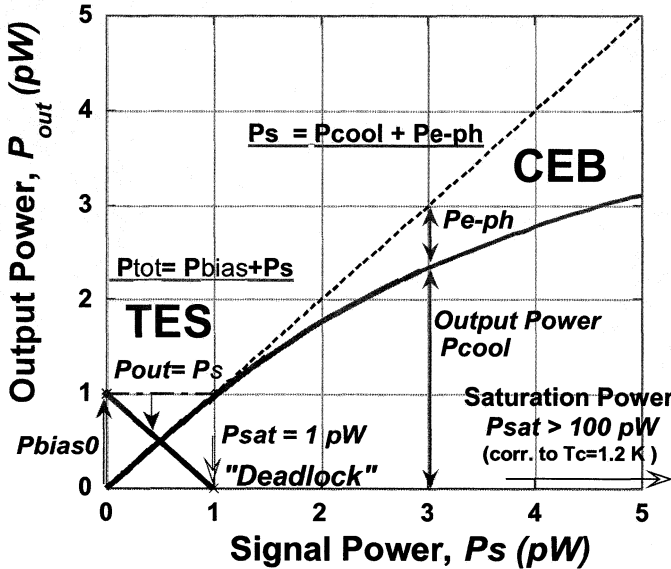 Output Power, Pout (pW)
5
4
3
2
1
0
Ps = Pcool + Pe-ph
CEB
Pe-ph
Ptot= Pbias+Ps
TES
Output Power
Pcool
Pout= Ps
Saturation Power
Psat > 100 pW
(corr. to Tc=1.2 K )
Pbias0
Psat = 1 pW
"Deadlock"
0
1
2
3
4
5
Signal Power, Ps (pW)